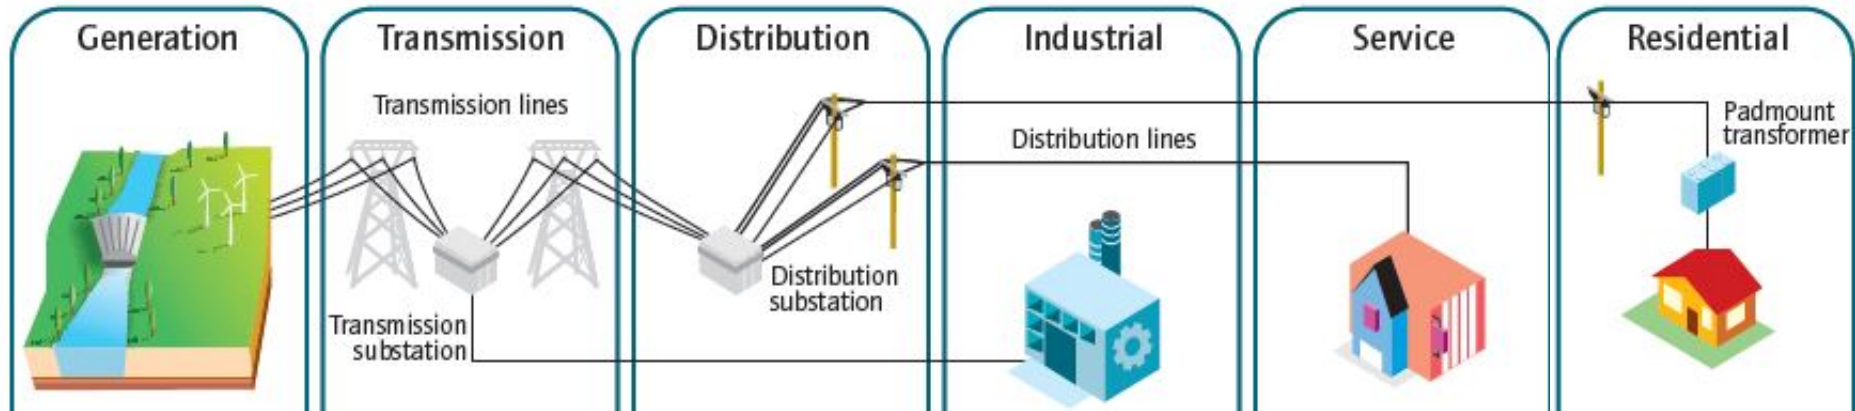 Generation
Transmission
Distribution
Industrial
Service
Residential
Transmission lines
Distribution lines
Padmount
transformer
Distribution
substation
Transmission
substation